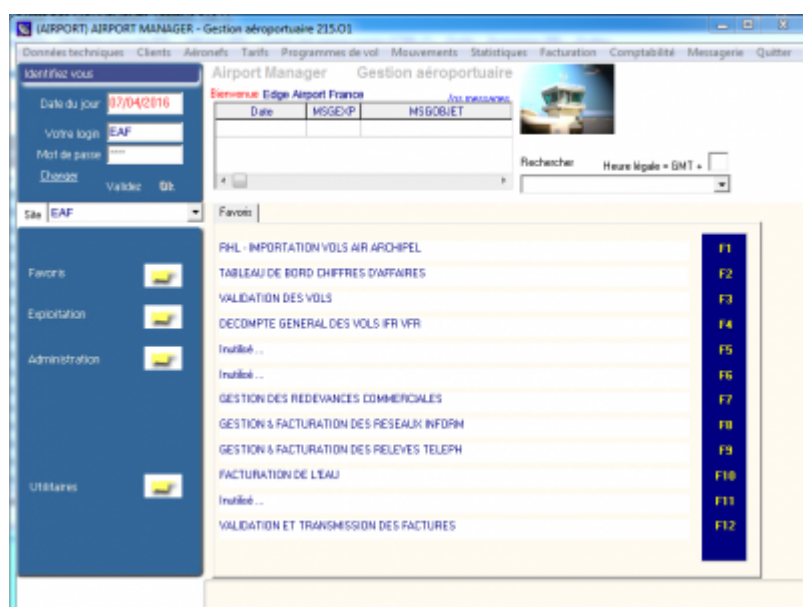 (AIRPORT) AIRPORT MANAGER - Gestion aéroportuaire 215.01
Données techniques Clients Aéronefs Tarifs Programmes de vol Mouvements Statistiques Facturation Comptabilité Messagerie Quitter
Identifiez vous
Airport Manager Gestion aéroportuaire
Bienvenue Edge Airport France
Date du jour 07/04/2016
Date MSGEXP MSGOBJET
Votre login EAF
Mot de passe ****
Changer
Validez Ok
Rechercher Heure légale = GMT +
Site EAF
Favoris
RHL - IMPORTATION VOLS AIR ARCHIPEL F1
TABLEAU DE BORD CHIFFRES D'AFFAIRES F2
VALIDATION DES VOLS F3
DECOMPTE GENERAL DES VOLS IFR VFR F4
Inutilisé ... F5
Inutilisé ... F6
GESTION DES REDEVANCES COMMERCIALES F7
GESTION & FACTURATION DES RESEAUX INFORM F8
GESTION & FACTURATION DES RELEVES TELEPH F9
FACTURATION DE L'EAU F10
Inutilisé ... F11
VALIDATION ET TRANSMISSION DES FACTURES F12
Favoris
Exploitation
Administration
Utilitaires